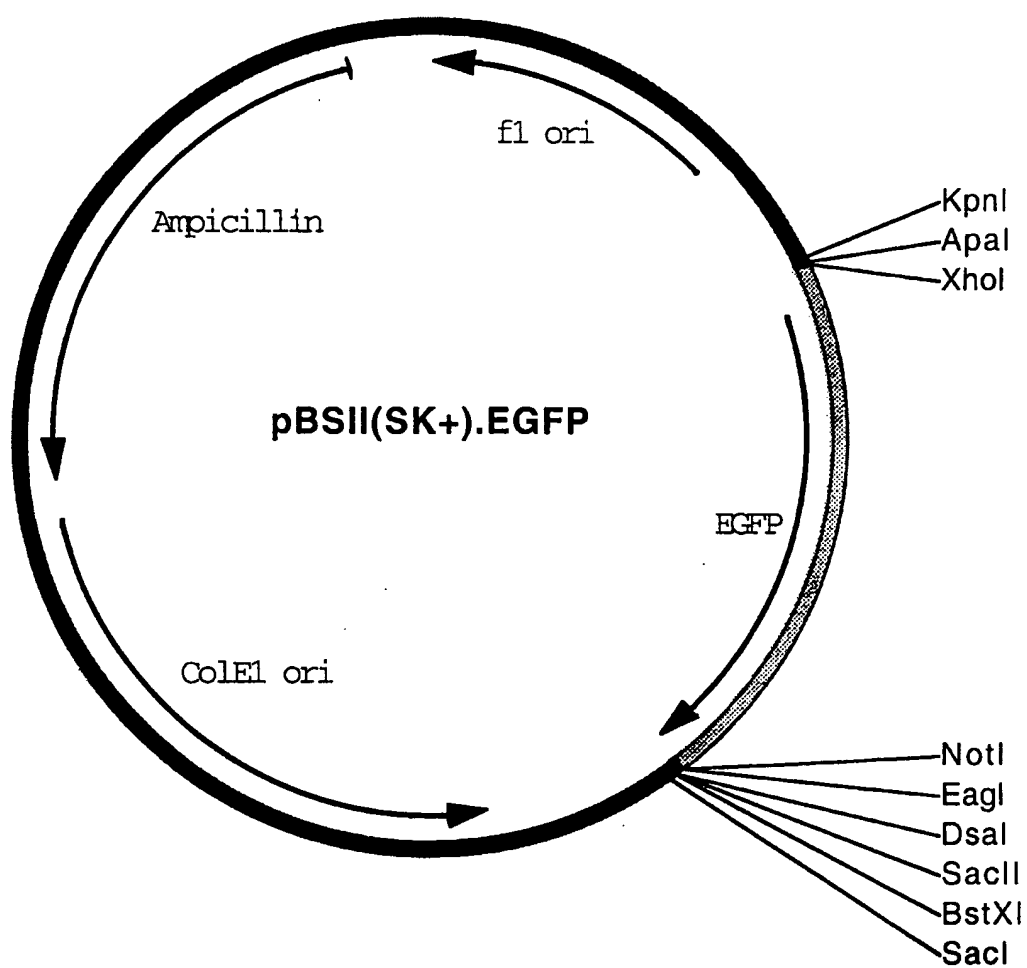 f1 ori
KpnI
Ampicillin
ApaI
XhoI
pBSII(SK+).EGFP
EGFP
ColE1 ori
NotI
EagI
DsaI
SacII
BstXI
SacI